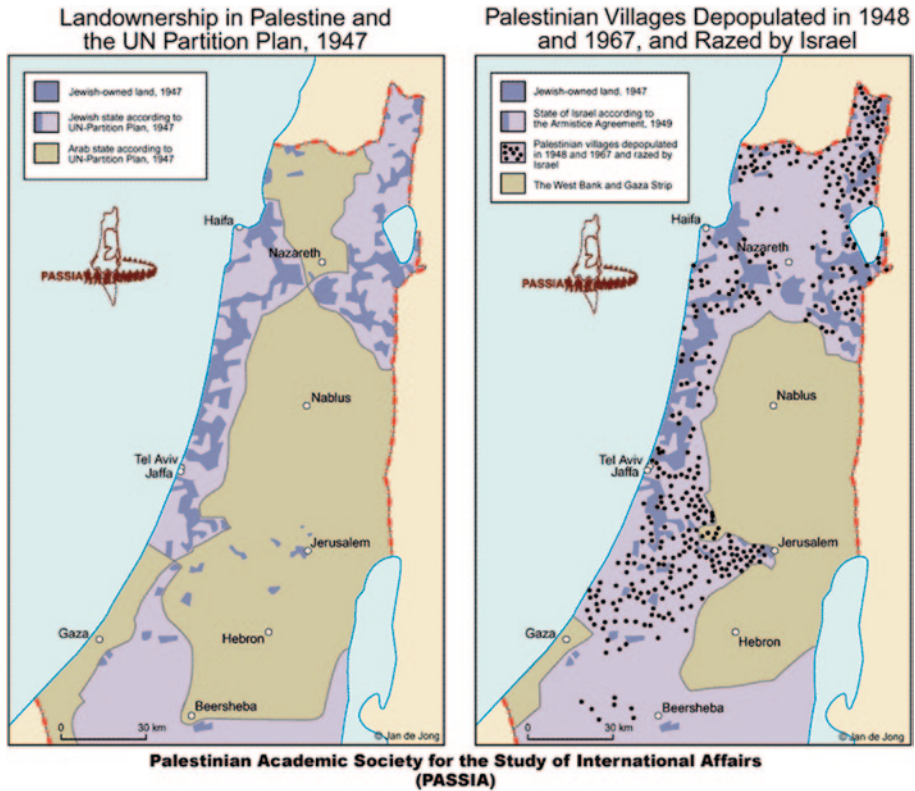 Landownership in Palestine and
the UN Partition Plan, 1947
Jewish-owned land, 1947
Jewish state according to
UN-Partition Plan, 1947
Arab state according to
UN-Partition Plan, 1947
Haifa
Nazareth
PASSIA
Nablus
Tel Aviv
Jaffa
Jerusalem
Gaza
Hebron
Beersheba
0 30 km
© Jan de Jong
Palestinian Villages Depopulated in 1948
and 1967, and Razed by Israel
Jewish-owned land, 1947
State of Israel according to
the Armistice Agreement, 1949
Palestinian villages depopulated
in 1948 and 1967 and razed by
Israel
The West Bank and Gaza Strip
Haifa
Nazareth
PASSIA
Nablus
Tel Aviv
Jaffa
Jerusalem
Gaza
Hebron
Beersheba
0 30 km
© Jan de Jong
Palestinian Academic Society for the Study of International Affairs
(PASSIA)